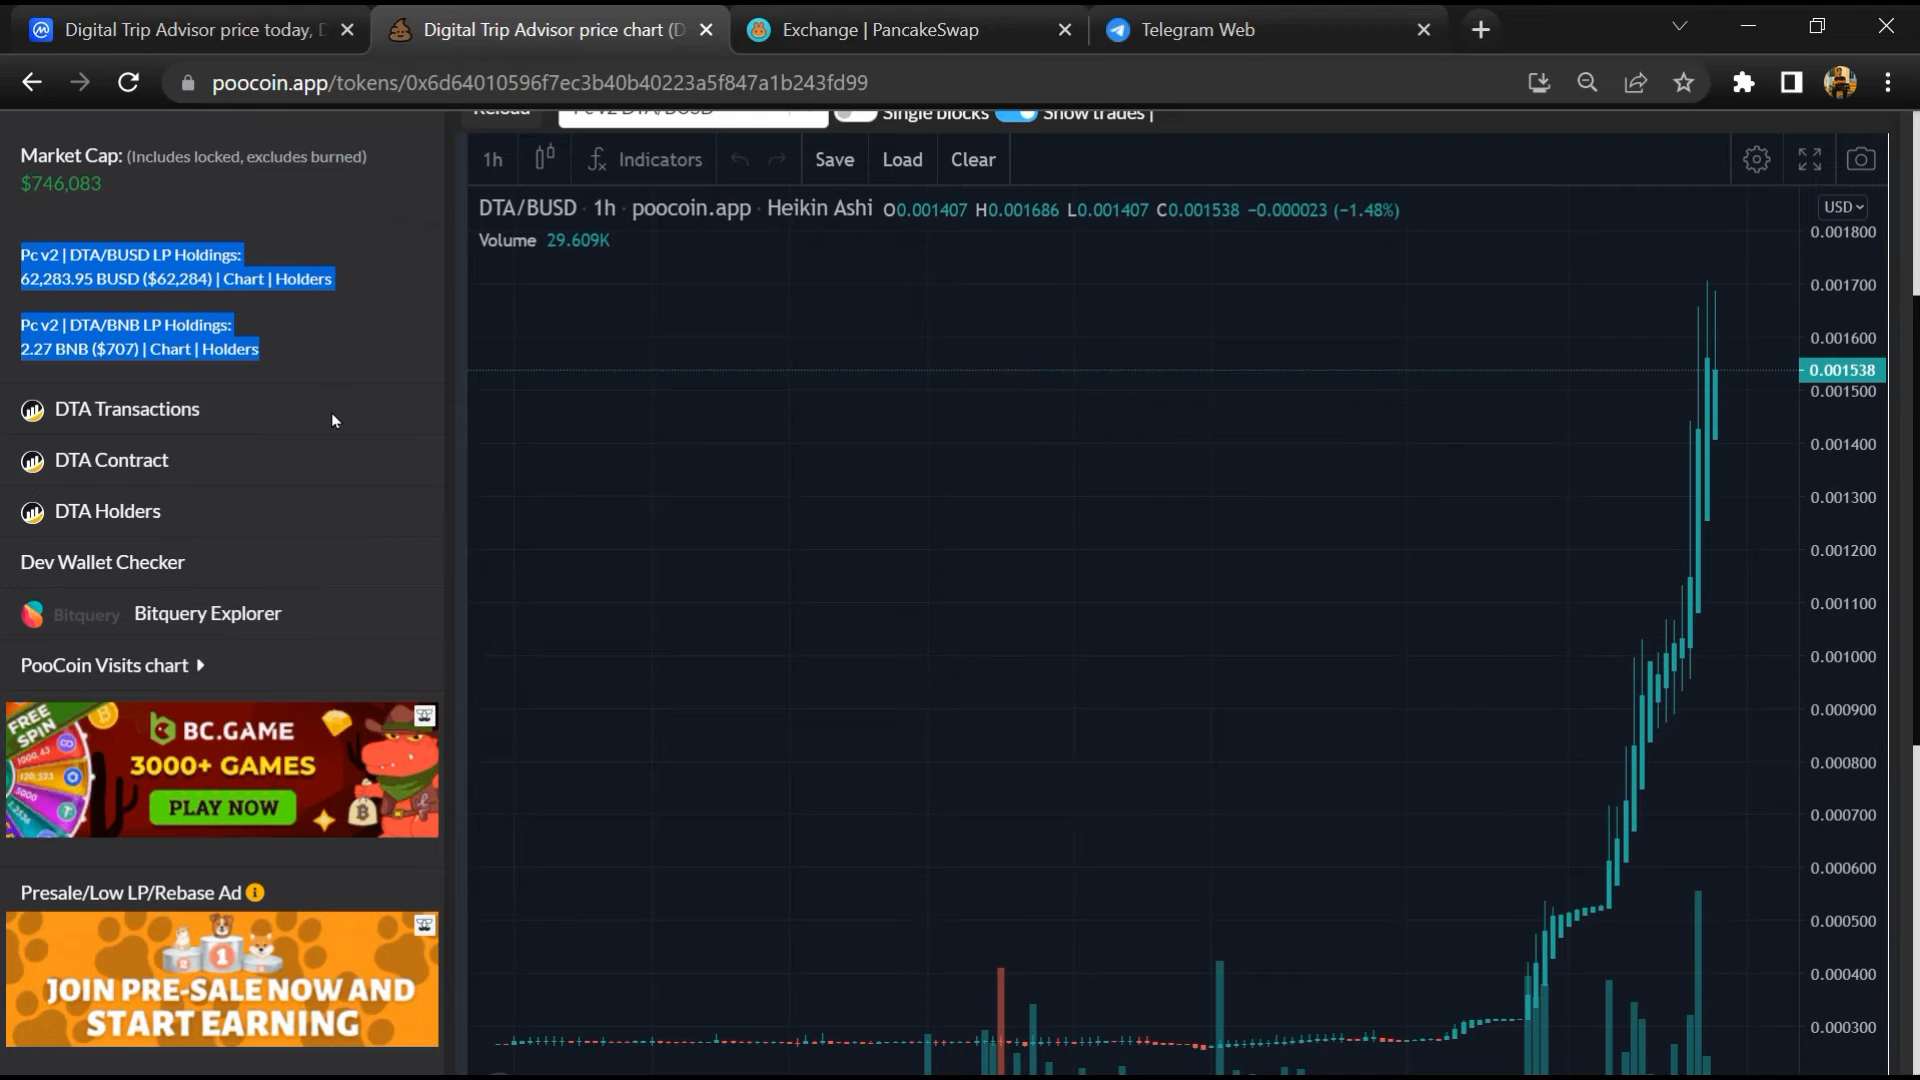 Digital Trip Advisor price today, D
Digital Trip Advisor price chart (D
Exchange | PancakeSwap
Telegram Web
poocoin.app/tokens/0x6d64010596f7ec3b40b40223a5f847a1b243fd99
Reload
Pc v2 DTA/BUSD
Single blocks
Show trades |
Market Cap: (Includes locked, excludes burned)
$746,083
Pc v2 | DTA/BUSD LP Holdings:
62,283.95 BUSD ($62,284) | Chart | Holders
Pc v2 | DTA/BNB LP Holdings:
2.27 BNB ($707) | Chart | Holders
DTA Transactions
DTA Contract
DTA Holders
Dev Wallet Checker
Bitquery Bitquery Explorer
PooCoin Visits chart
FREE SPIN
BC.GAME
3000+ GAMES
PLAY NOW
Presale/Low LP/Rebase Ad
1
JOIN PRE-SALE NOW AND
START EARNING
1h
Indicators
Save
Load
Clear
DTA/BUSD · 1h · poocoin.app · Heikin Ashi O0.001407 H0.001686 L0.001407 C0.001538 −0.000023 (−1.48%)
Volume 29.609K
USD
0.001800
0.001700
0.001600
0.001538
0.001500
0.001400
0.001300
0.001200
0.001100
0.001000
0.000900
0.000800
0.000700
0.000600
0.000500
0.000400
0.000300